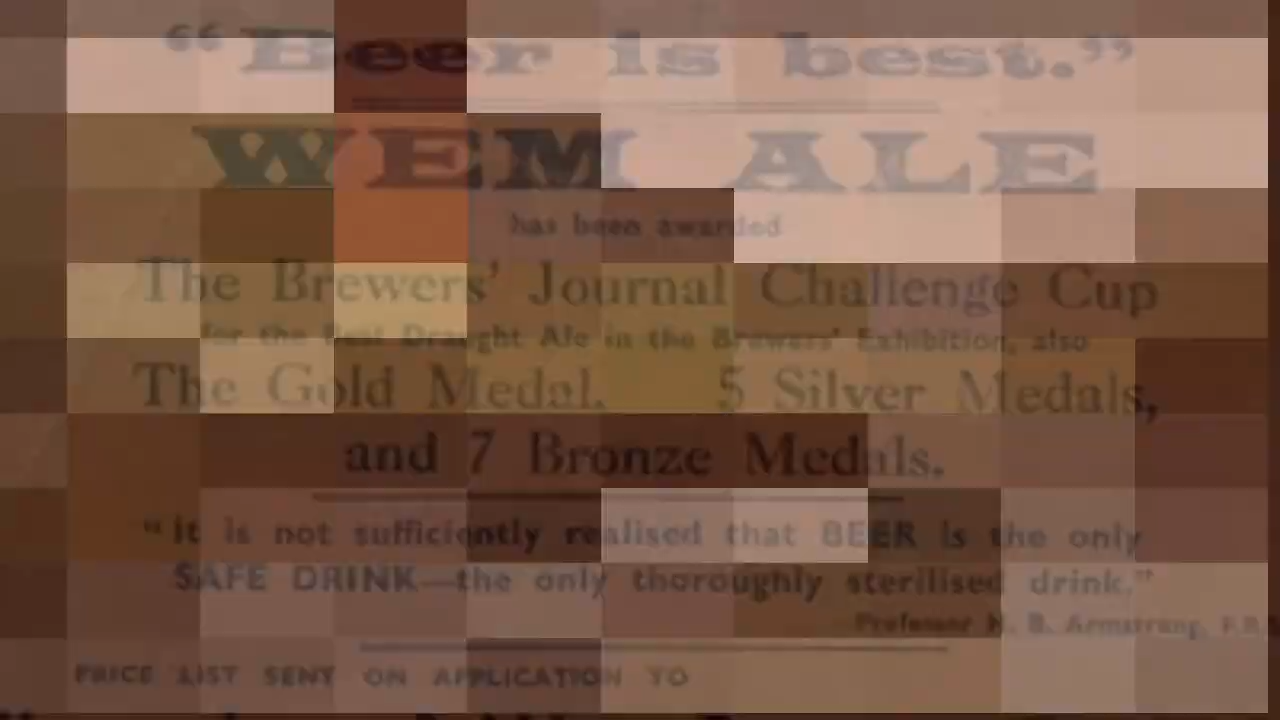 “Beer is best.”
WEM ALE
has been awarded
The Brewers’ Journal Challenge Cup
for the Best Draught Ale in the Brewers’ Exhibition, also
The Gold Medal. 5 Silver Medals,
and 7 Bronze Medals.
“It is not sufficiently realised that BEER is the only
SAFE DRINK—the only thoroughly sterilised drink.”
Professor H. B. Armstrong, F.R.S.
PRICE LIST SENT ON APPLICATION TO